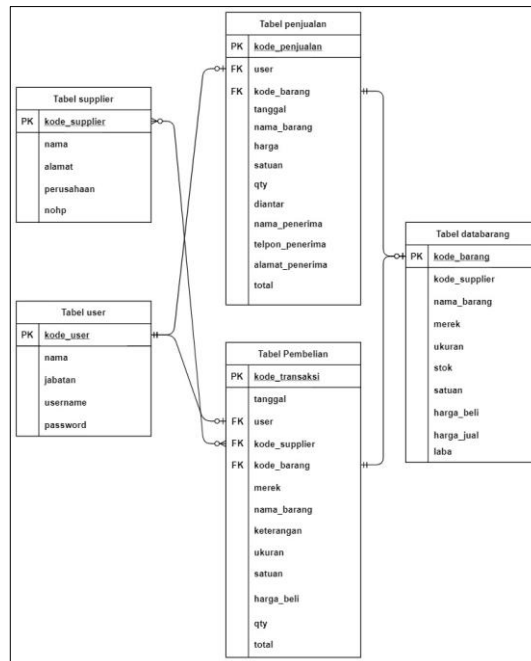 Tabel penjualan
PK kode_penjualan
FK user
FK kode_barang
tanggal
nama_barang
harga
satuan
qty
diantar
nama_penerima
telpon_penerima
alamat_penerima
total
Tabel supplier
PK kode_supplier
nama
alamat
perusahaan
nohp
Tabel user
PK kode_user
nama
jabatan
username
password
Tabel Pembelian
PK kode_transaksi
tanggal
FK user
FK kode_supplier
FK kode_barang
merek
nama_barang
keterangan
ukuran
satuan
harga_beli
qty
total
Tabel databarang
PK kode_barang
kode_supplier
nama_barang
merek
ukuran
stok
satuan
harga_beli
harga_jual
laba